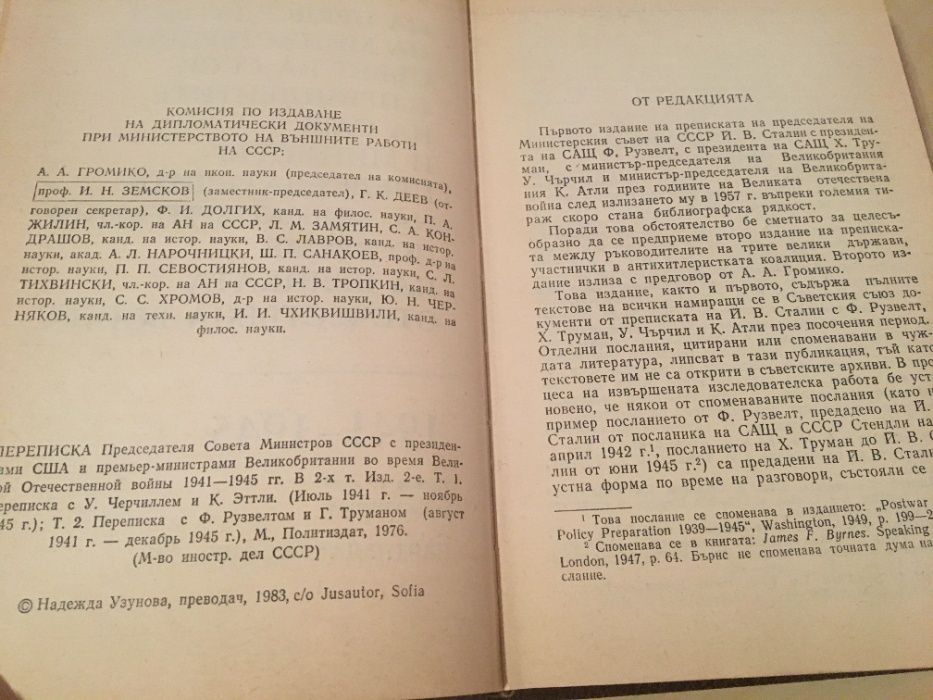 КОМИСИЯ ПО ИЗДАВАНЕ
НА ДИПЛОМАТИЧЕСКИ ДОКУМЕНТИ
ПРИ МИНИСТЕРСТВОТО НА ВЪНШНИТЕ РАБОТИ
НА СССР:
А. А. ГРОМИКО, д-р на икон. науки (председател на комисията),
проф. И. Н. ЗЕМСКОВ (заместник-председател), Г. К. ДЕЕВ (от-
говорен секретар), Ф. И. ДОЛГИХ, канд. на филос. науки, П. А.
ЖИЛИН, чл.-кор. на АН на СССР, Л. М. ЗАМЯТИН, С. А. КОН-
ДРАШОВ, канд. на истор. науки, В. С. ЛАВРОВ, канд. на истор.
науки, акад. А. Л. НАРОЧНИЦКИ, Ш. П. САНАКОЕВ, проф. д-р на
истор. науки, П. П. СЕВОСТИЯНОВ, канд. на истор. науки, С. Л.
ТИХВИНСКИ, чл.-кор. на АН на СССР, Н. В. ТРОПКИН, канд. на
истор. науки, С. С. ХРОМОВ, д-р на истор. науки, Ю. Н. ЧЕР-
НЯКОВ, канд. на техн. науки, И. И. ЧХИКВИШВИЛИ, канд. на
филос. науки.
ПЕРЕПИСКА Председателя Совета Министров СССР с президен-
тами США и премьер-министрами Великобритании во время Вели-
кой Отечественной войны 1941—1945 гг. В 2-х т. Изд. 2-е. Т. 1.
Переписка с У. Черчиллем и К. Эттли. (Июль 1941 г. — ноябрь
1945 г.); Т. 2. Переписка с Ф. Рузвелтом и Г. Труманом (август
1941 г. — декабрь 1945 г.), М., Политиздат, 1976.
(М-во иностр. дел СССР)
© Надежда Узунова, преводач, 1983, c/o Jusautor, Sofia
ОТ РЕДАКЦИЯТА
Първото издание на преписката на председателя на
Министерския съвет на СССР Й. В. Сталин с президен-
та на САЩ Ф. Рузвелт, с президента на САЩ Х. Тру-
ман, с министър-председателя на Великобритания
У. Чърчил и министър-председателя на Великобрита-
ния К. Атли през годините на Великата отечествена
война след излизането му в 1957 г. въпреки големия ти-
раж скоро стана библиографска рядкост.
Поради това обстоятелство бе сметнато за целесъ-
образно да се предприеме второ издание на преписка-
та между ръководителите на трите велики държави,
участнички в антихитлеристката коалиция. Второто из-
дание излиза с предговор от А. А. Громико.
Това издание, както и първото, съдържа пълните
текстове на всички намиращи се в Съветския съюз до-
кументи от преписката на Й. В. Сталин с Ф. Рузвелт,
Х. Труман, У. Чърчил и К. Атли през посочения период.
Отделни послания, цитирани или споменавани в чуж-
дата литература, липсват в тази публикация, тъй като
текстовете им не са открити в съветските архиви. В про-
цеса на извършената изследователска работа бе уст
новено, че някои от споменаваните послания (като н
пример посланието от Ф. Рузвелт, предадено на Й.
Сталин от посланика на САЩ в СССР Стендли на
април 1942 г.¹, посланието на Х. Труман до Й. В. С
лин от юни 1945 г.²) са предадени на Й. В. Стали
устна форма по време на разговори, състояли се
¹ Това послание се споменава в изданието: „Postwar
Policy Preparation 1939—1945“, Washington, 1949, p. 199—2
² Споменава се в книгата: James F. Byrnes. Speaking
London, 1947, p. 64. Бърнс не споменава точната дума на
слание.